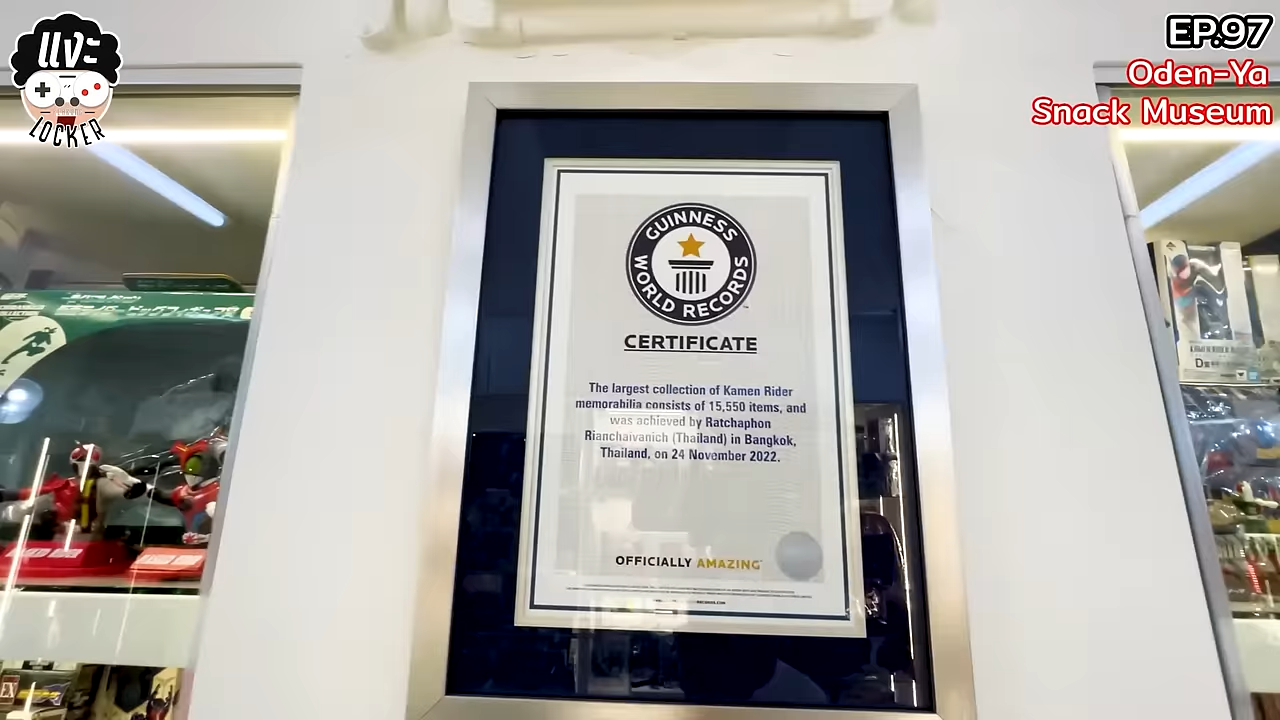 แงะ
LOCKER
EP.97
Oden-Ya
Snack Museum
GUINNESS
WORLD RECORDS
CERTIFICATE
The largest collection of Kamen Rider
memorabilia consists of 15,550 items, and
was achieved by Ratchaphon
Rianchaivanich (Thailand) in Bangkok,
Thailand, on 24 November 2022.
OFFICIALLY AMAZING